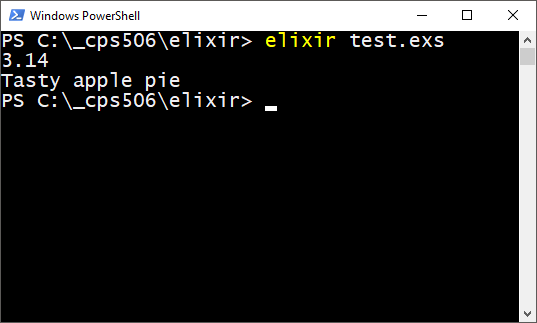 Windows PowerShell
PS C:\_cps506\elixir> elixir test.exs
3.14
Tasty apple pie
PS C:\_cps506\elixir>